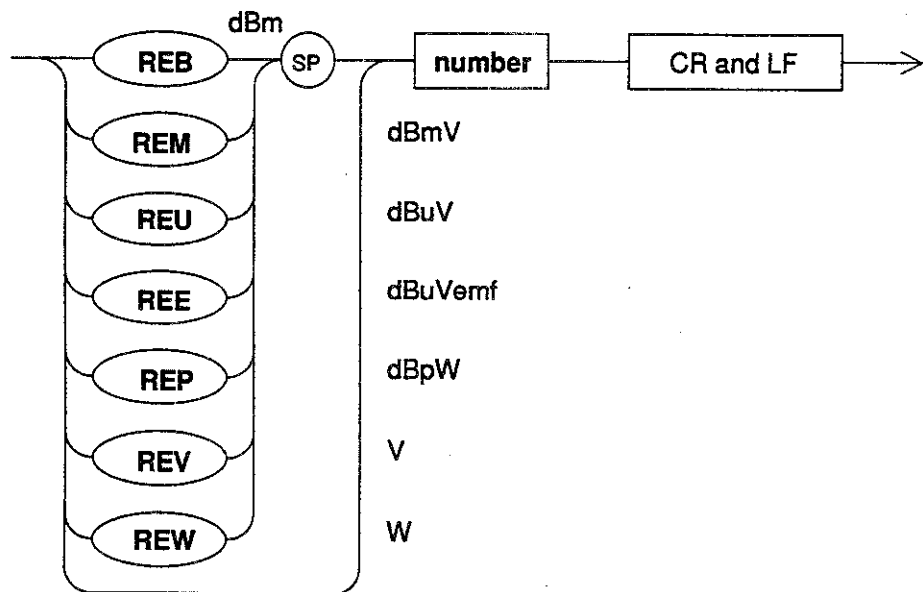 dBm
REB SP number CR and LF
REM dBmV
REU dBuV
REE dBuVemf
REP dBpW
REV V
REW W